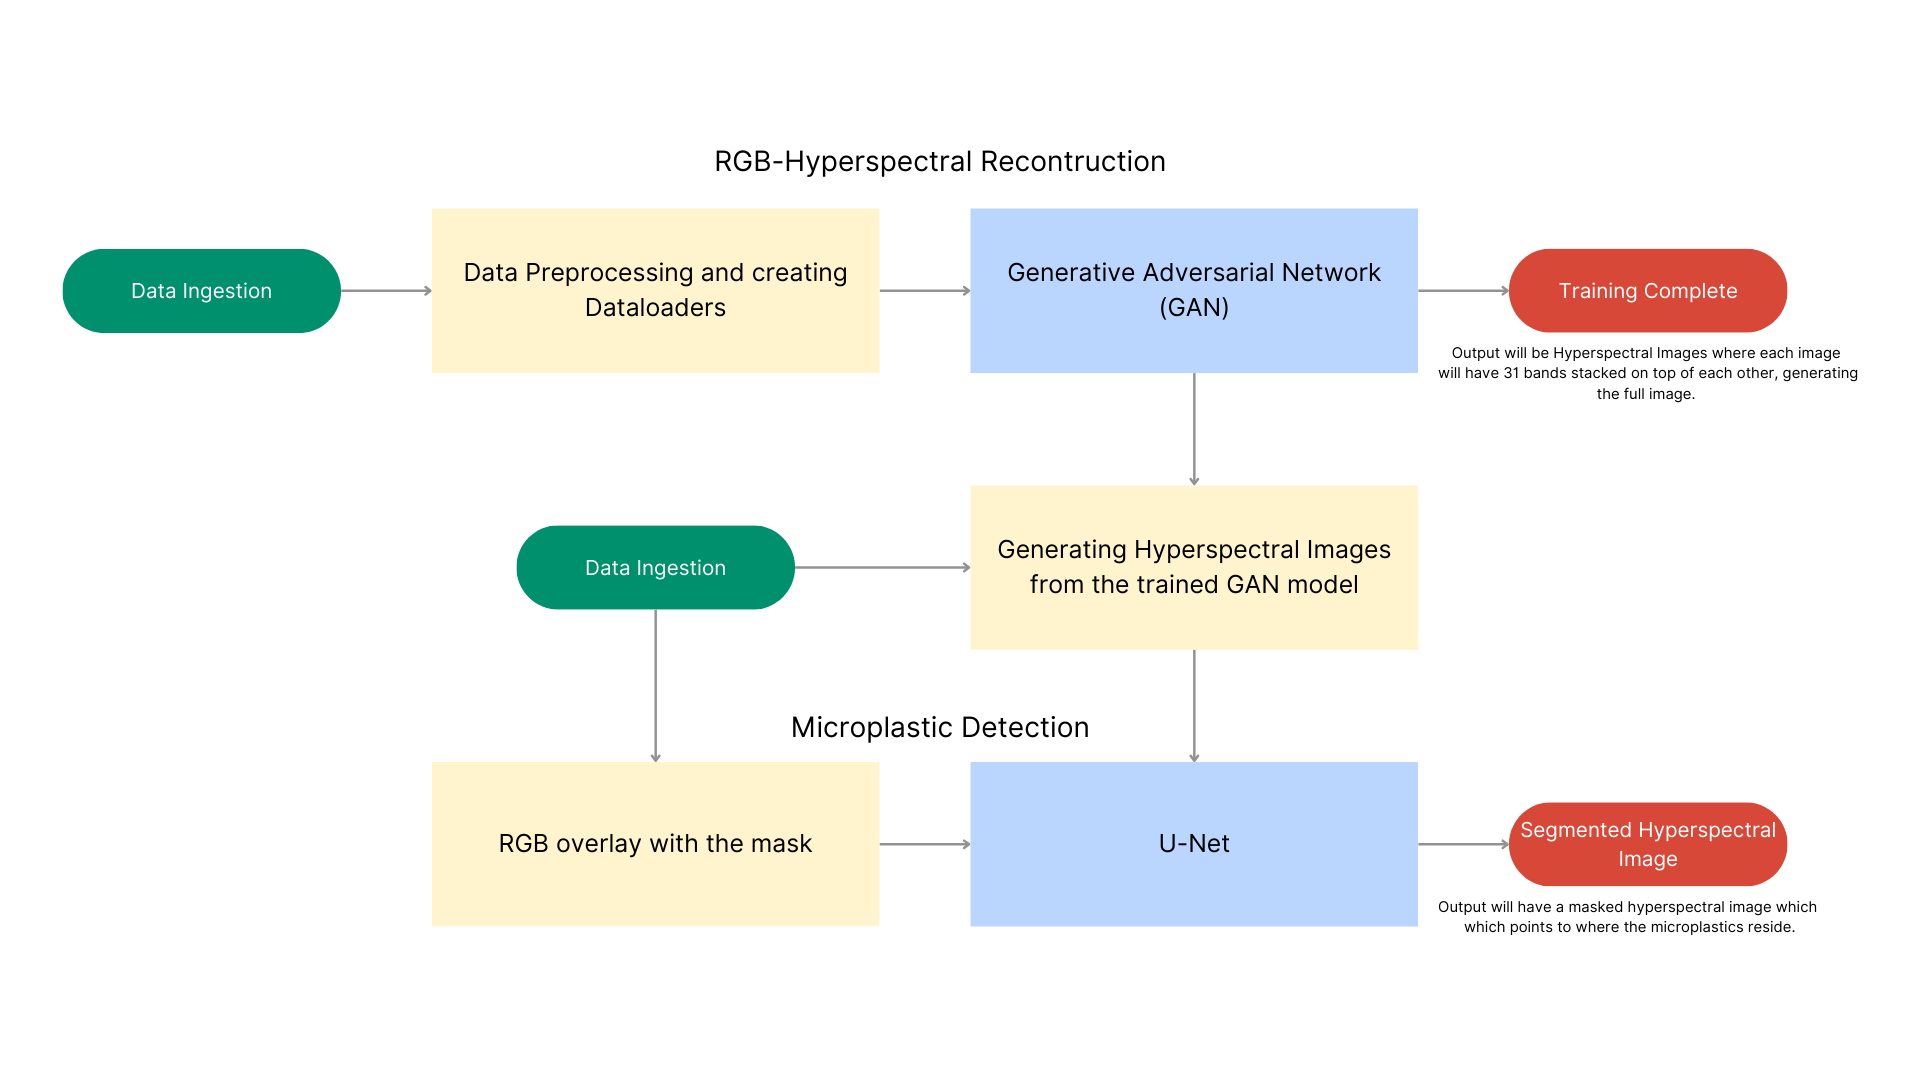 RGB-Hyperspectral Recontruction
Data Ingestion
Data Preprocessing and creating
Dataloaders
Generative Adversarial Network
(GAN)
Training Complete
Output will be Hyperspectral Images where each image
will have 31 bands stacked on top of each other, generating
the full image.
Data Ingestion
Generating Hyperspectral Images
from the trained GAN model
Microplastic Detection
RGB overlay with the mask
U-Net
Segmented Hyperspectral
Image
Output will have a masked hyperspectral image which
which points to where the microplastics reside.